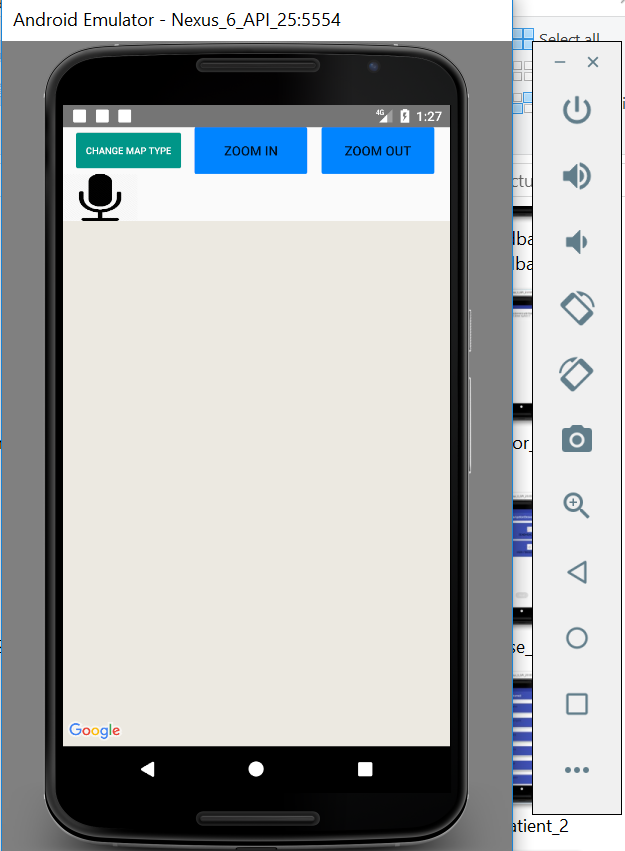 Android Emulator - Nexus_6_API_25:5554
Select all
4G
1:27
CHANGE MAP TYPE
ZOOM IN
ZOOM OUT
Google
atient_2